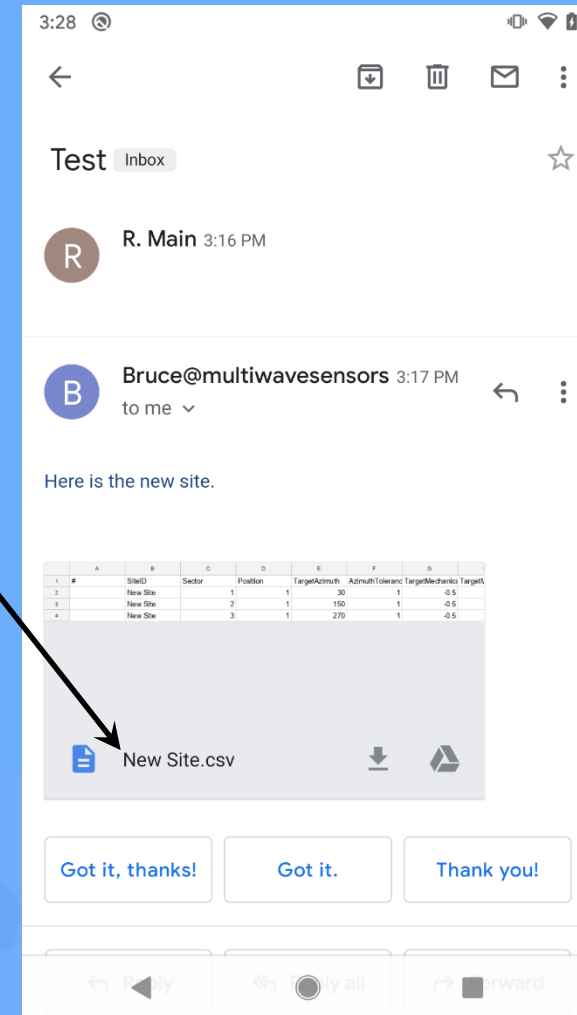 3:28
Test Inbox
R
R. Main 3:16 PM
B
Bruce@multiwavesensors 3:17 PM
to me
Here is the new site.
A B C D E F G
1 # SiteID Sector Position TargetAzimuth AzimuthToleranc TargetMechanica
2 New Site 1 1 30 1 -0.5
3 New Site 2 1 150 1 -0.5
4 New Site 3 1 270 1 -0.5
New Site.csv
Got it, thanks! Got it. Thank you!
Reply Reply all Forward